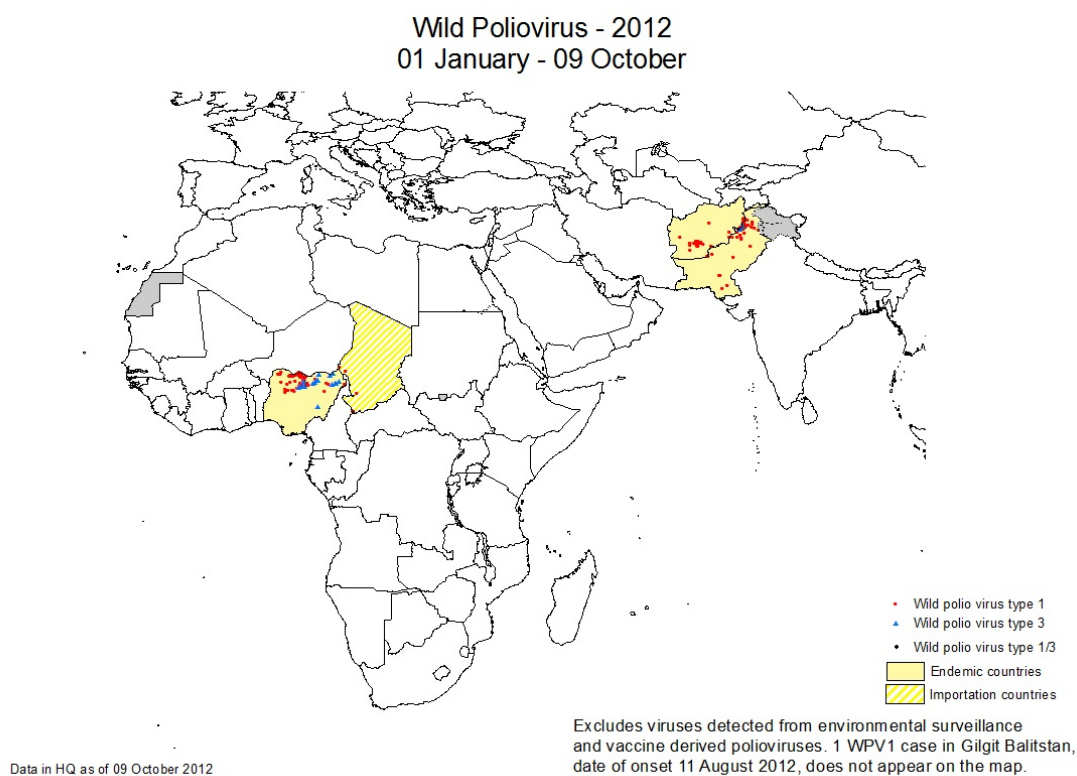 Wild Poliovirus - 2012
01 January - 09 October
Wild polio virus type 1
Wild polio virus type 3
Wild polio virus type 1/3
Endemic countries
Importation countries
Excludes viruses detected from environmental surveillance
and vaccine derived polioviruses. 1 WPV1 case in Gilgit Balitstan,
date of onset 11 August 2012, does not appear on the map.
Data in HQ as of 09 October 2012